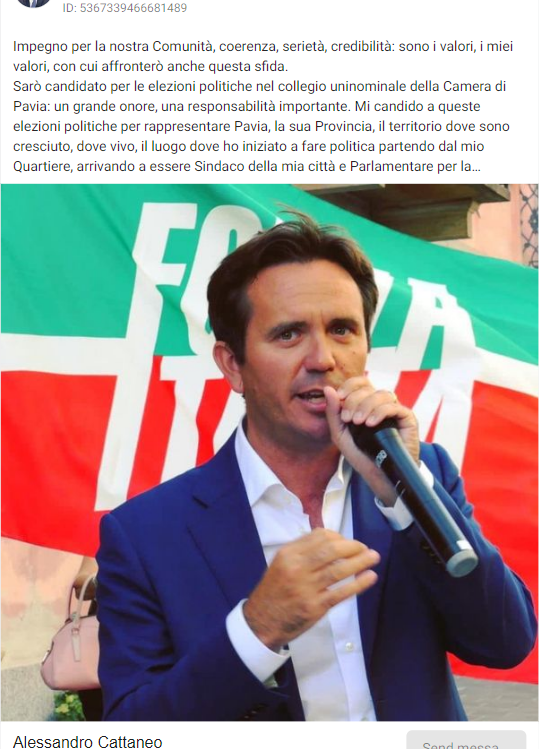 ID: 5367339466681489
Impegno per la nostra Comunità, coerenza, serietà, credibilità: sono i valori, i miei
valori, con cui affronterò anche questa sfida.
Sarò candidato per le elezioni politiche nel collegio uninominale della Camera di
Pavia: un grande onore, una responsabilità importante. Mi candido a queste
elezioni politiche per rappresentare Pavia, la sua Provincia, il territorio dove sono
cresciuto, dove vivo, il luogo dove ho iniziato a fare politica partendo dal mio
Quartiere, arrivando a essere Sindaco della mia città e Parlamentare per la...
Alessandro Cattaneo
Send messa...